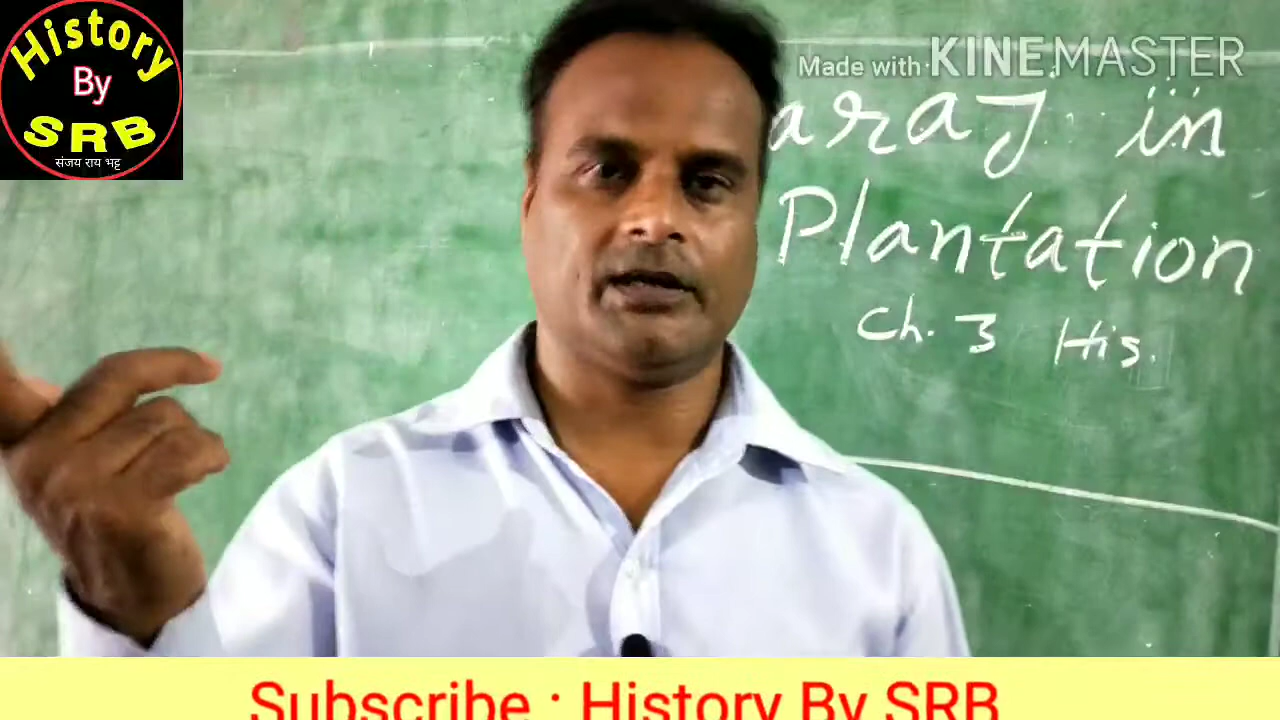 History
By
SRB
संजय राय भट्ट
Made with KINEMASTER
araj in
Plantation
Ch. 3 His.
Subscribe : History By SRB